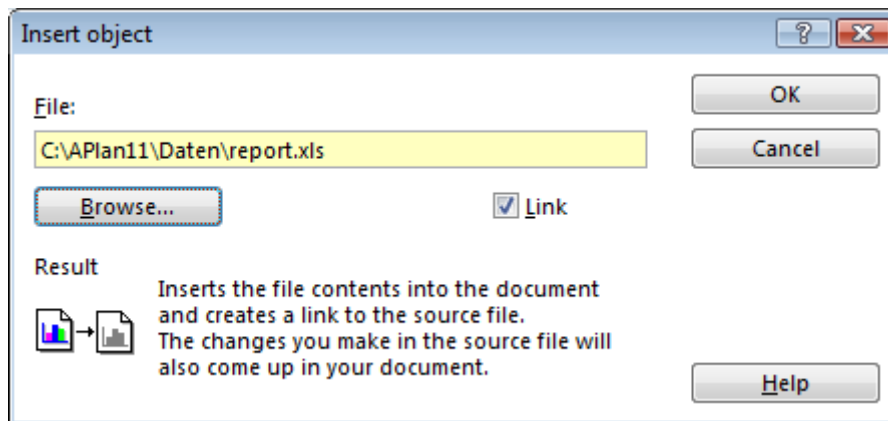 Insert object
File:
OK
C:\APlan11\Daten\report.xls
Cancel
Browse...
Link
Result
Inserts the file contents into the document
and creates a link to the source file.
The changes you make in the source file will
also come up in your document.
Help